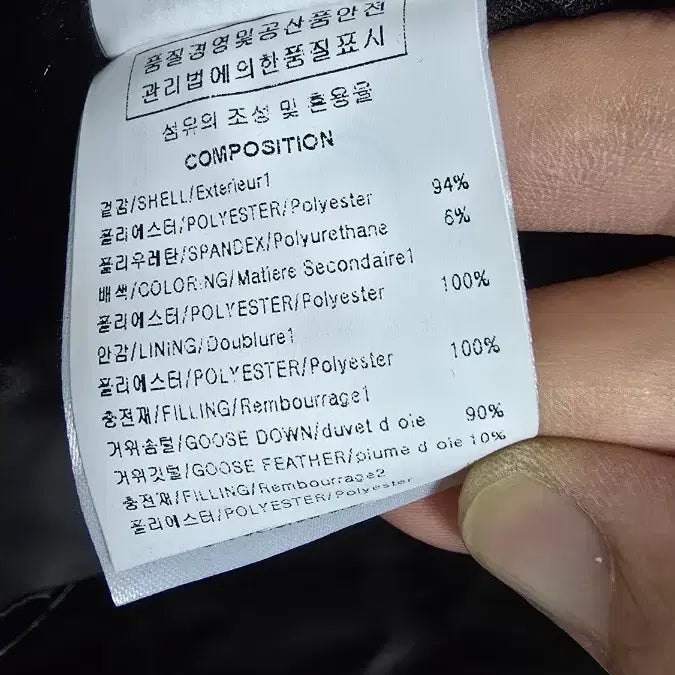 품질경영및공산품안전
관리법에의한품질표시
섬유의 조성 및 혼용율
COMPOSITION
겉감/SHELL/Exterieur1
폴리에스터/POLYESTER/Polyester 94%
폴리우레탄/SPANDEX/Polyurethane 6%
배색/COLORING/Matiere Secondaire1
폴리에스터/POLYESTER/Polyester 100%
안감/LINING/Doublure1
폴리에스터/POLYESTER/Polyester 100%
충전재/FILLING/Rembourrage1
거위솜털/GOOSE DOWN/duvet d oie 90%
거위깃털/GOOSE FEATHER/plume d oie 10%
충전재/FILLING/Rembourrage2
폴리에스터/POLYESTER/Polyester